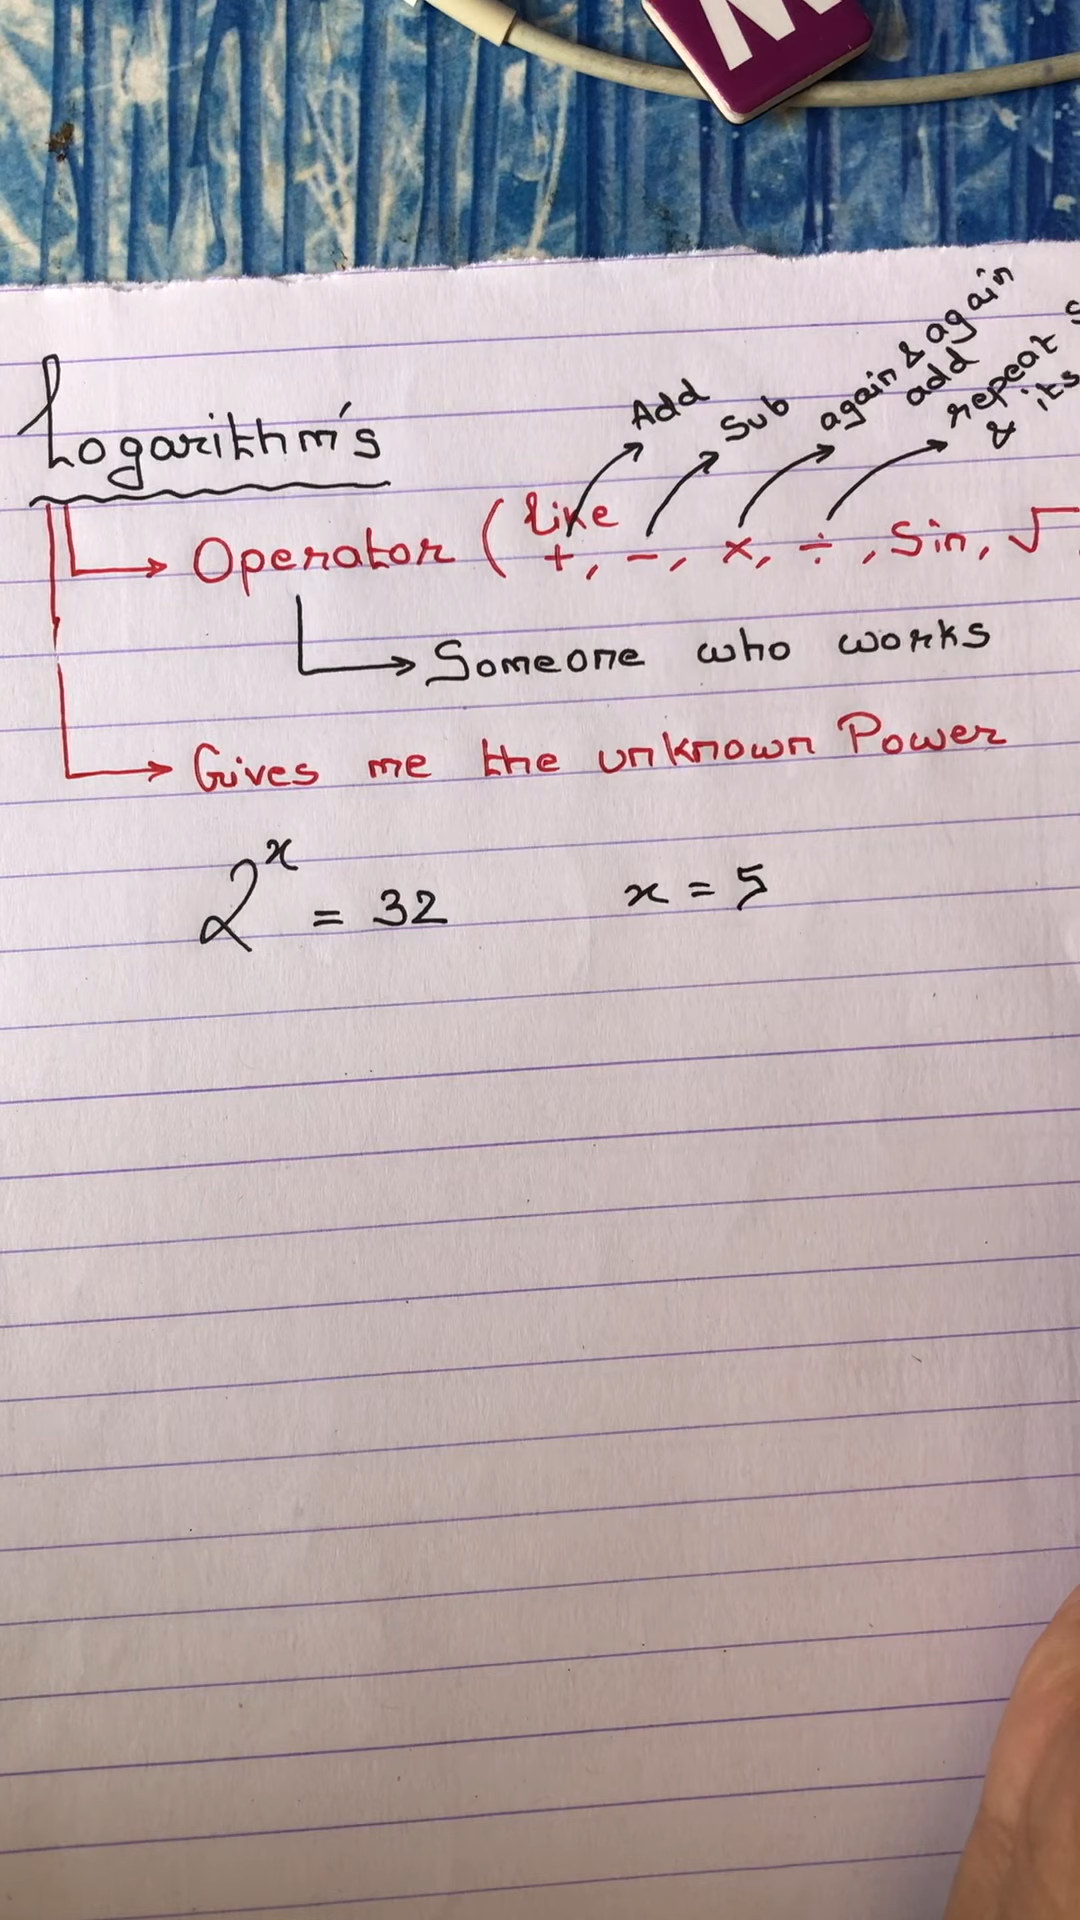 M
Logarithm's
Add
Sub
again & again
add
repeat
& its
Operator ( like
+, -, ×, ÷, Sin, √
Someone who works
Gives me the unknown Power
2^x = 32 x = 5